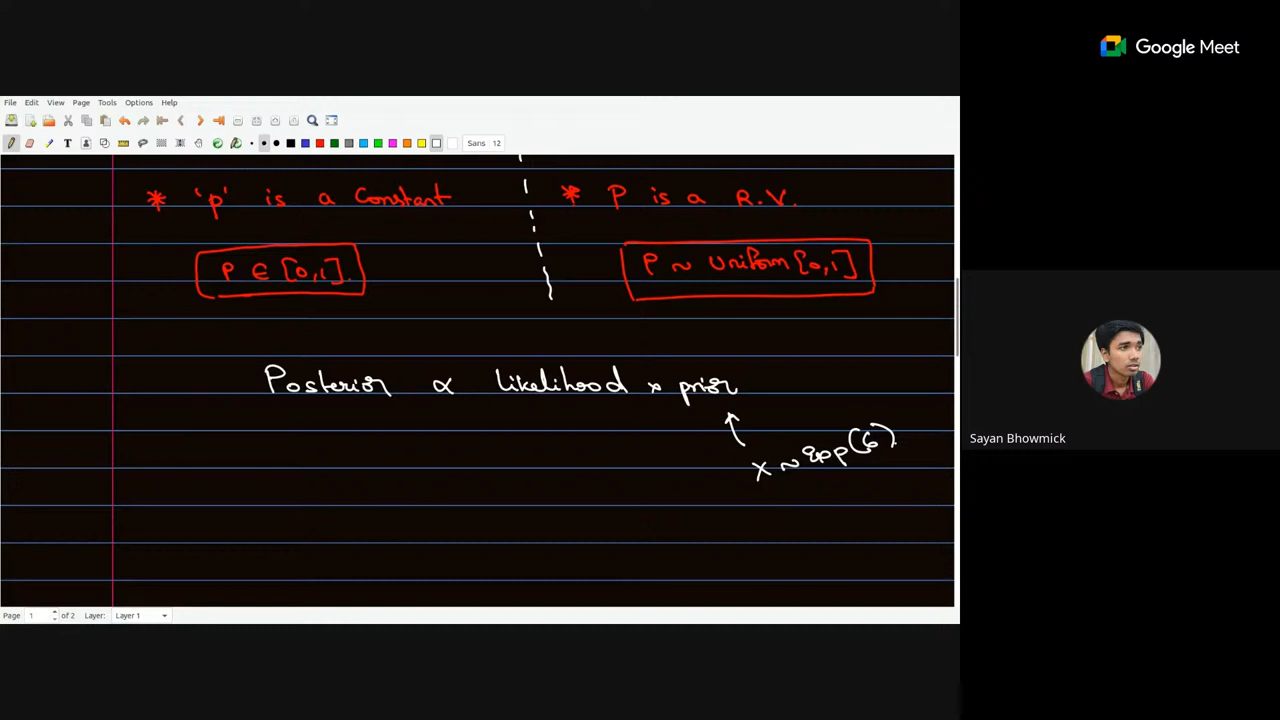 Google Meet
File Edit View Page Tools Options Help
Sans 12
* 'p' is a Constant
* P is a R.V.
P ∈ [0,1].
P ~ Uniform[0,1]
Posterior ∝ likelihood × prior
X ~ Exp(6).
Sayan Bhowmick
Page 1 of 2 Layer: Layer 1